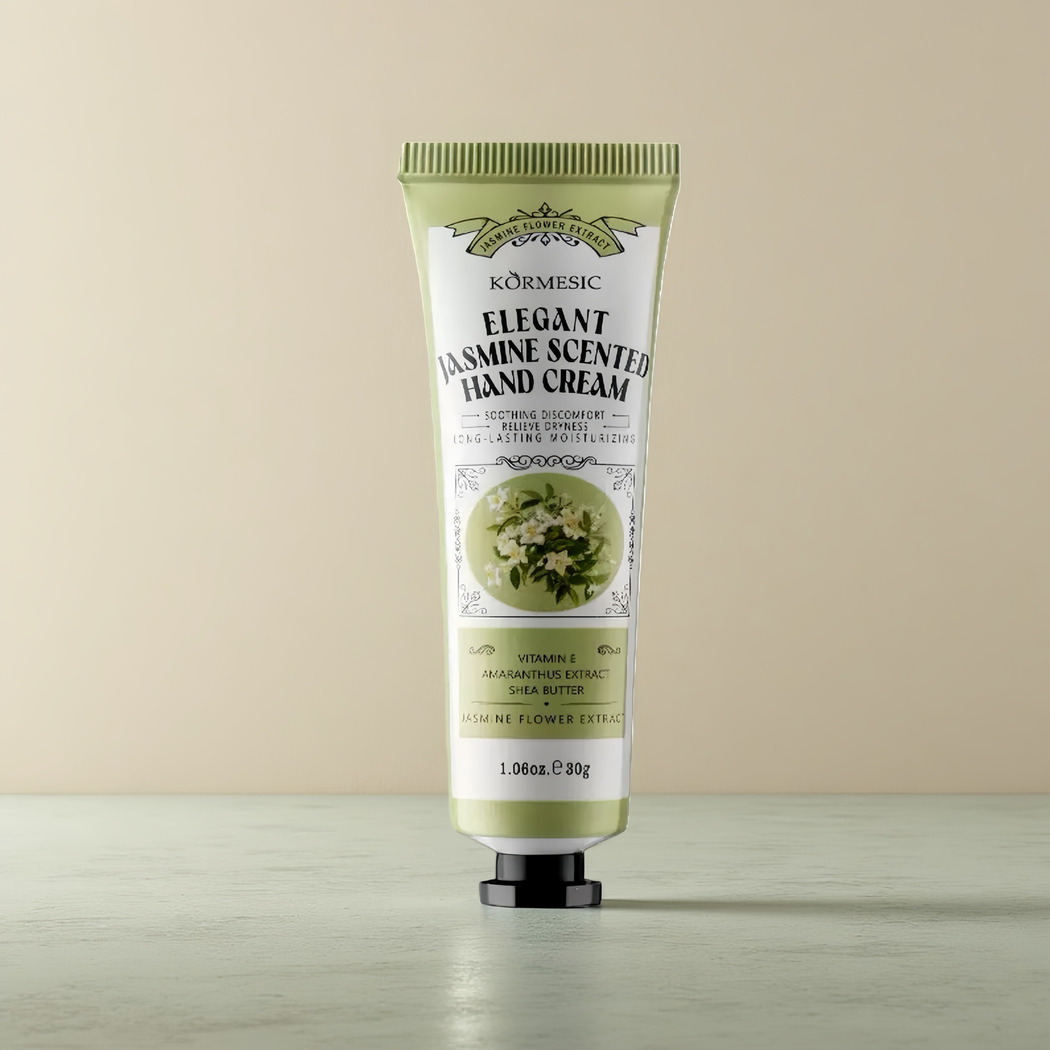 JASMINE FLOWER EXTRACT
KORMESIC
ELEGANT
JASMINE SCENTED
HAND CREAM
SOOTHING DISCOMFORT
RELIEVE DRYNESS
LONG-LASTING MOISTURIZING
VITAMIN E
AMARANTHUS EXTRACT
SHEA BUTTER
JASMINE FLOWER EXTRACT
1.06oz.℮30g